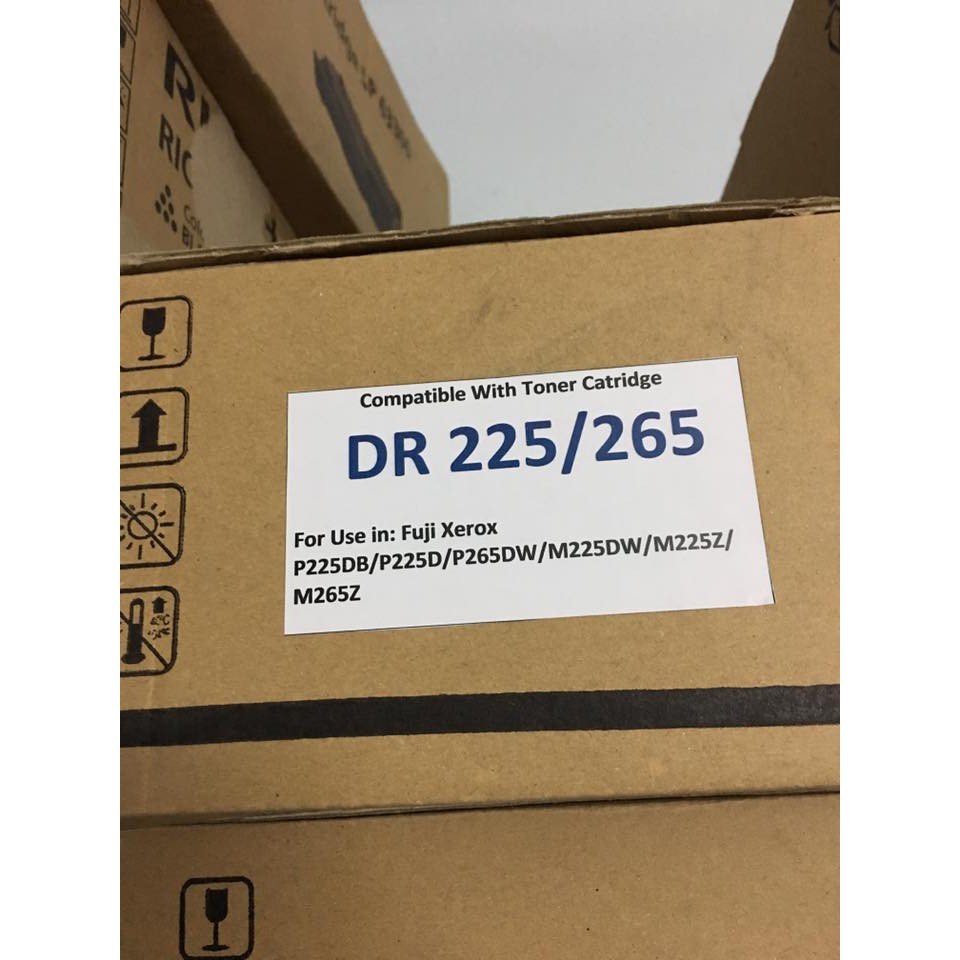 RIC
Compatible With Toner Catridge
DR 225/265
For Use in: Fuji Xerox
P225DB/P225D/P265DW/M225DW/M225Z/
M265Z